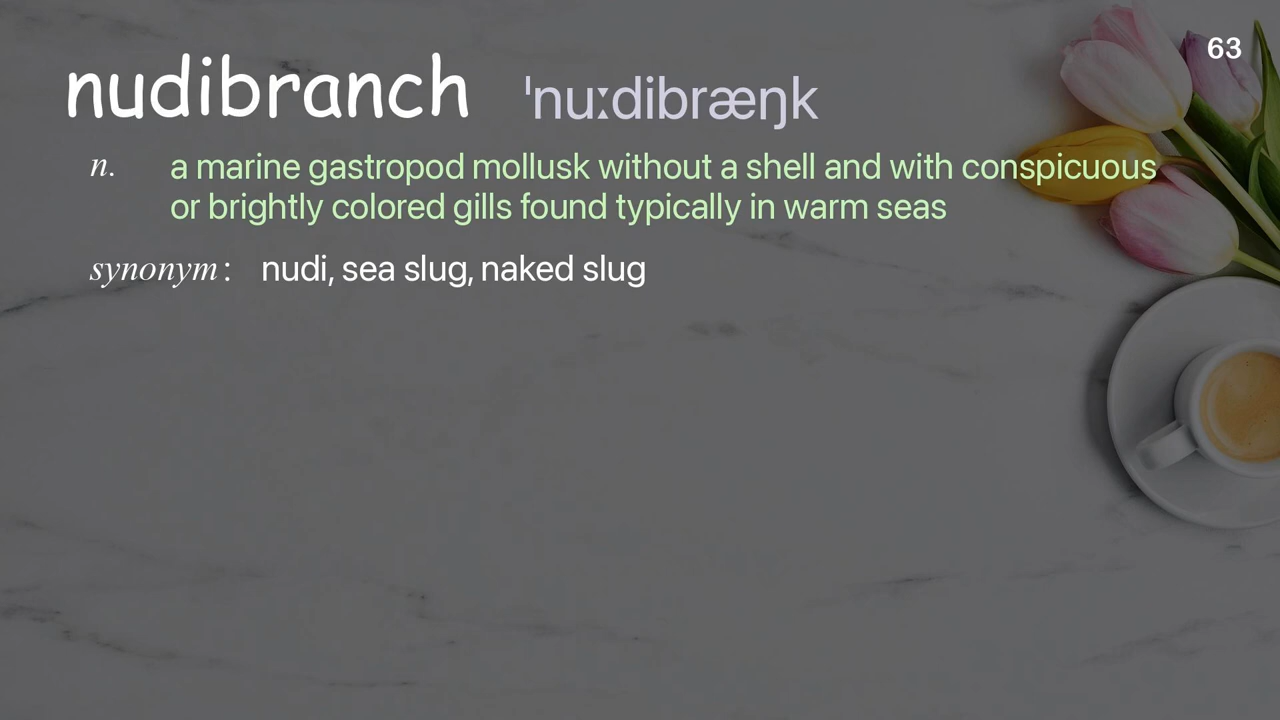 63
nudibranch ˈnuːdibræŋk
n. a marine gastropod mollusk without a shell and with conspicuous
or brightly colored gills found typically in warm seas
synonym: nudi, sea slug, naked slug